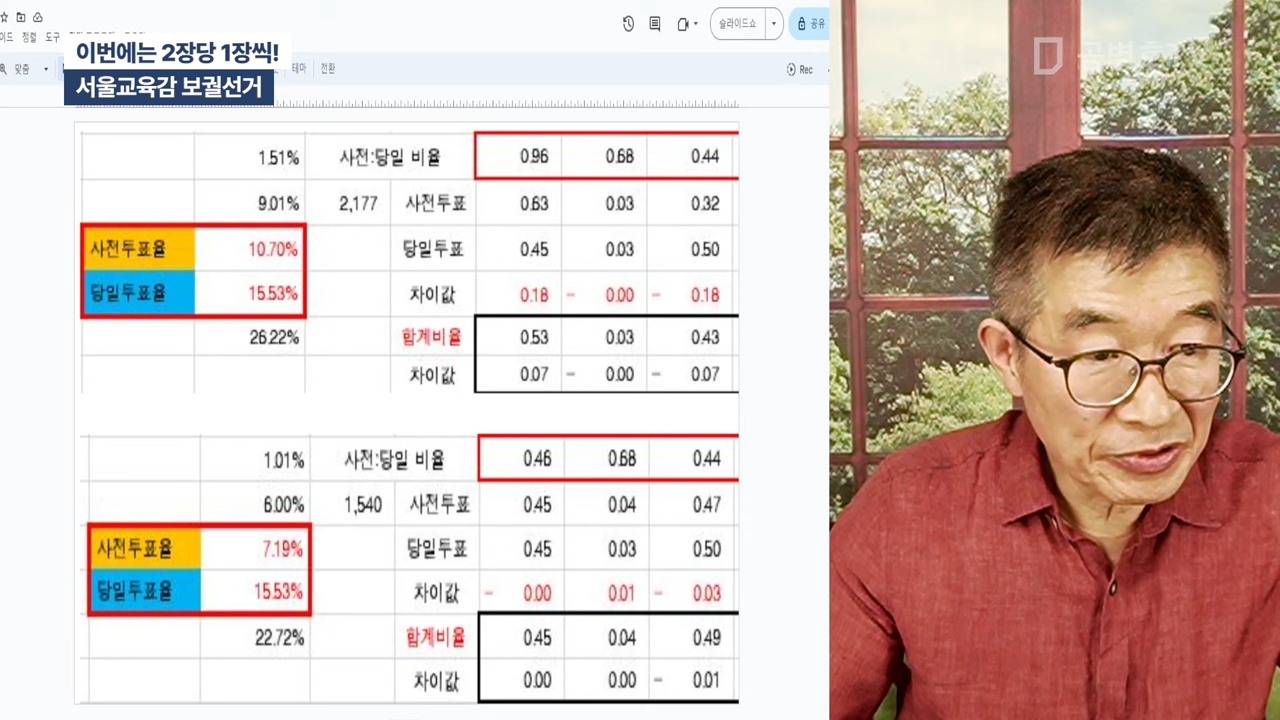 정렬 도구
슬라이드쇼
공유
이번에는 2장당 1장씩!
서울교육감 보궐선거
맞춤
테마 전환
Rec
1.51% 사전:당일 비율 0.96 0.68 0.44
9.01% 2,177 사전투표 0.63 0.03 0.32
사전투표율 10.70% 당일투표 0.45 0.03 0.50
당일투표율 15.53% 차이값 0.18 - 0.00 - 0.18
26.22% 합계비율 0.53 0.03 0.43
차이값 0.07 - 0.00 - 0.07
1.01% 사전:당일 비율 0.46 0.68 0.44
6.00% 1,540 사전투표 0.45 0.04 0.47
사전투표율 7.19% 당일투표 0.45 0.03 0.50
당일투표율 15.53% 차이값 - 0.00 0.01 - 0.03
22.72% 합계비율 0.45 0.04 0.49
차이값 0.00 0.00 - 0.01